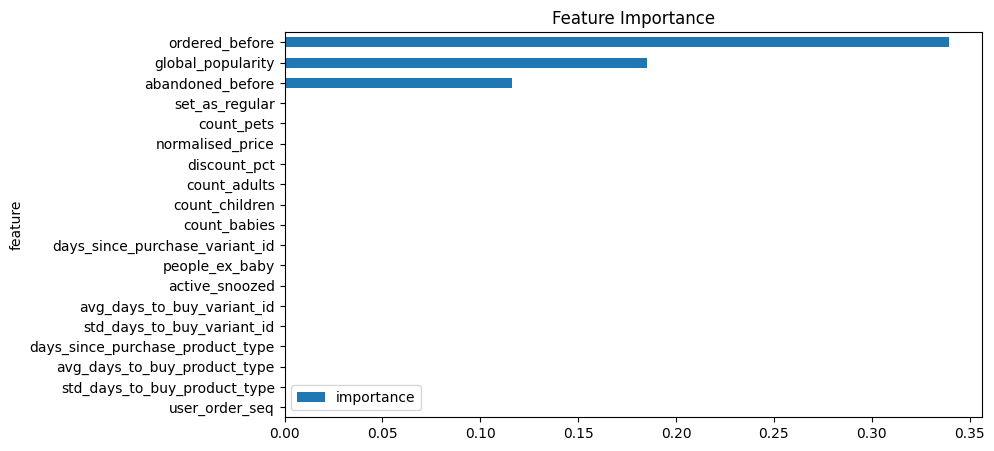 Feature Importance
ordered_before
global_popularity
abandoned_before
set_as_regular
count_pets
normalised_price
discount_pct
count_adults
count_children
count_babies
days_since_purchase_variant_id
people_ex_baby
active_snoozed
avg_days_to_buy_variant_id
std_days_to_buy_variant_id
days_since_purchase_product_type
avg_days_to_buy_product_type
std_days_to_buy_product_type
user_order_seq
feature
importance
0.00 0.05 0.10 0.15 0.20 0.25 0.30 0.35